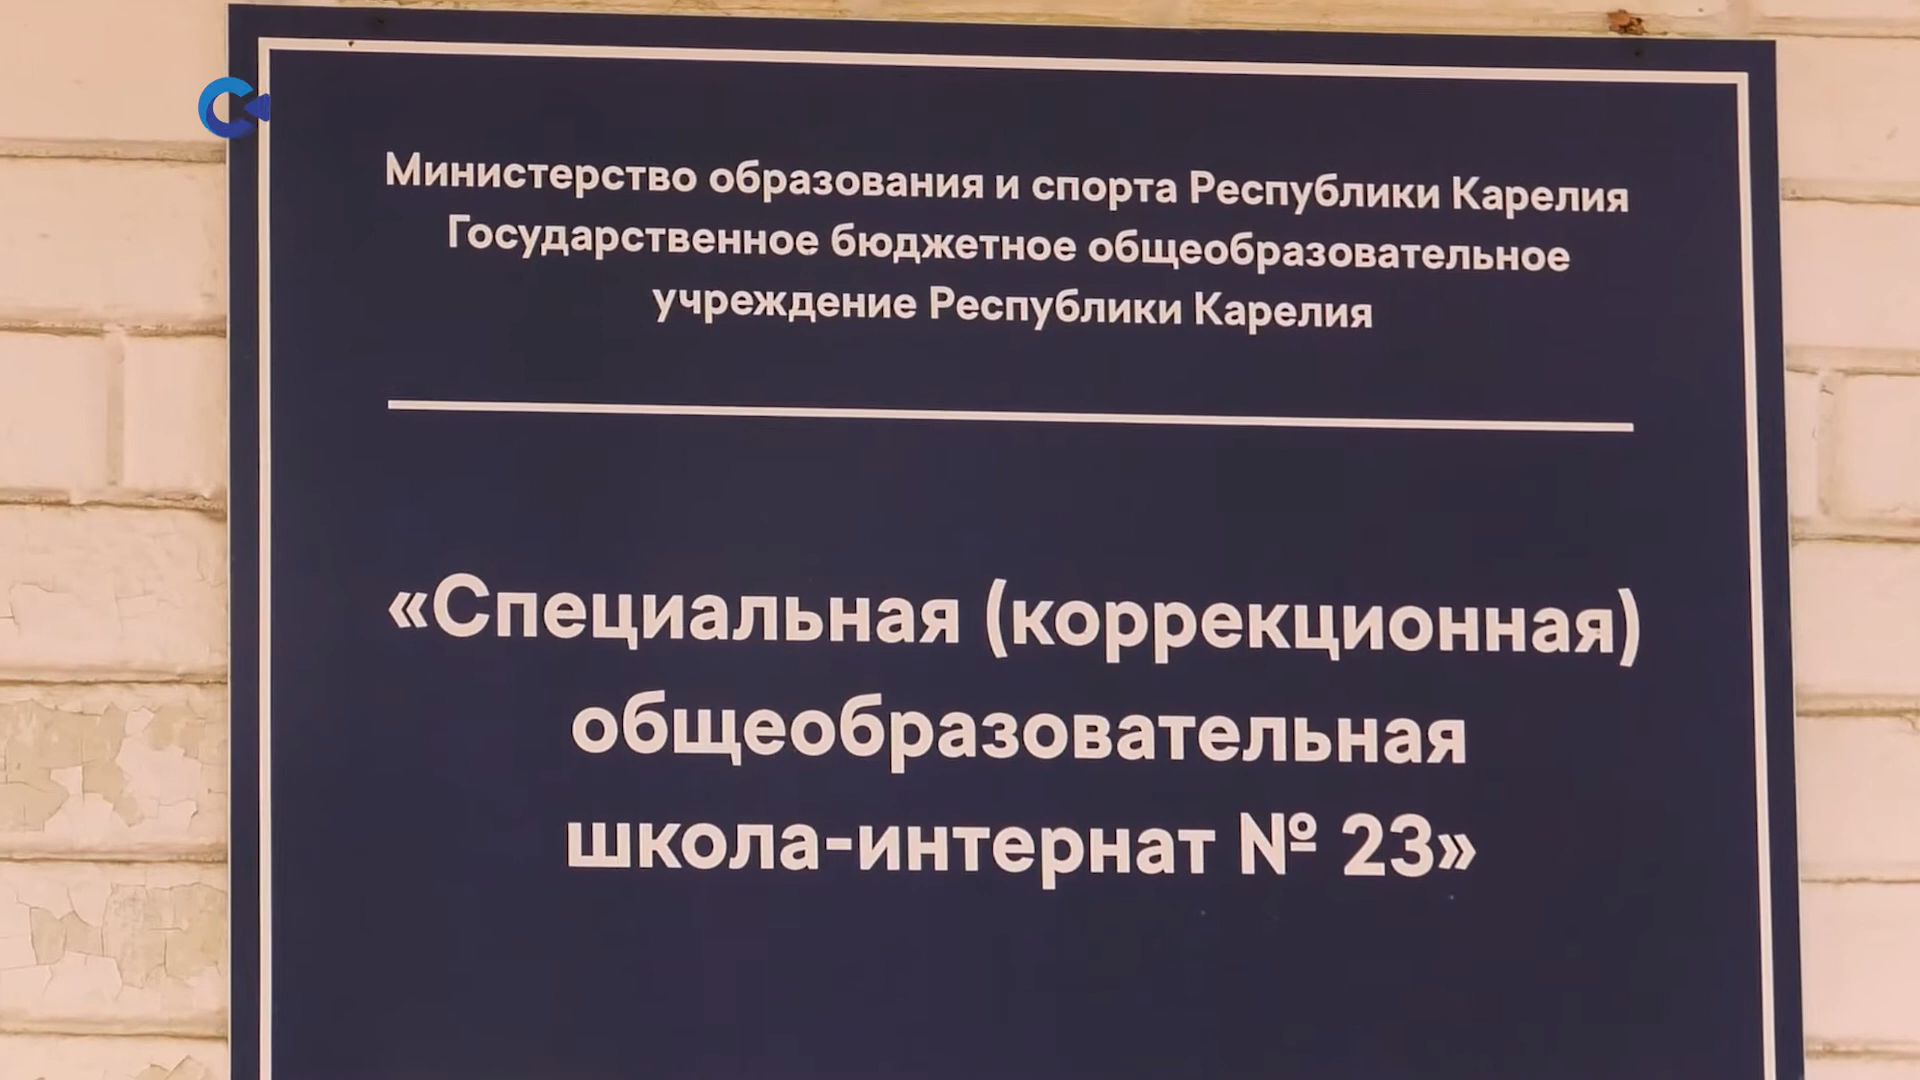 Министерство образования и спорта Республики Карелия
Государственное бюджетное общеобразовательное
учреждение Республики Карелия
«Специальная (коррекционная)
общеобразовательная
школа-интернат № 23»